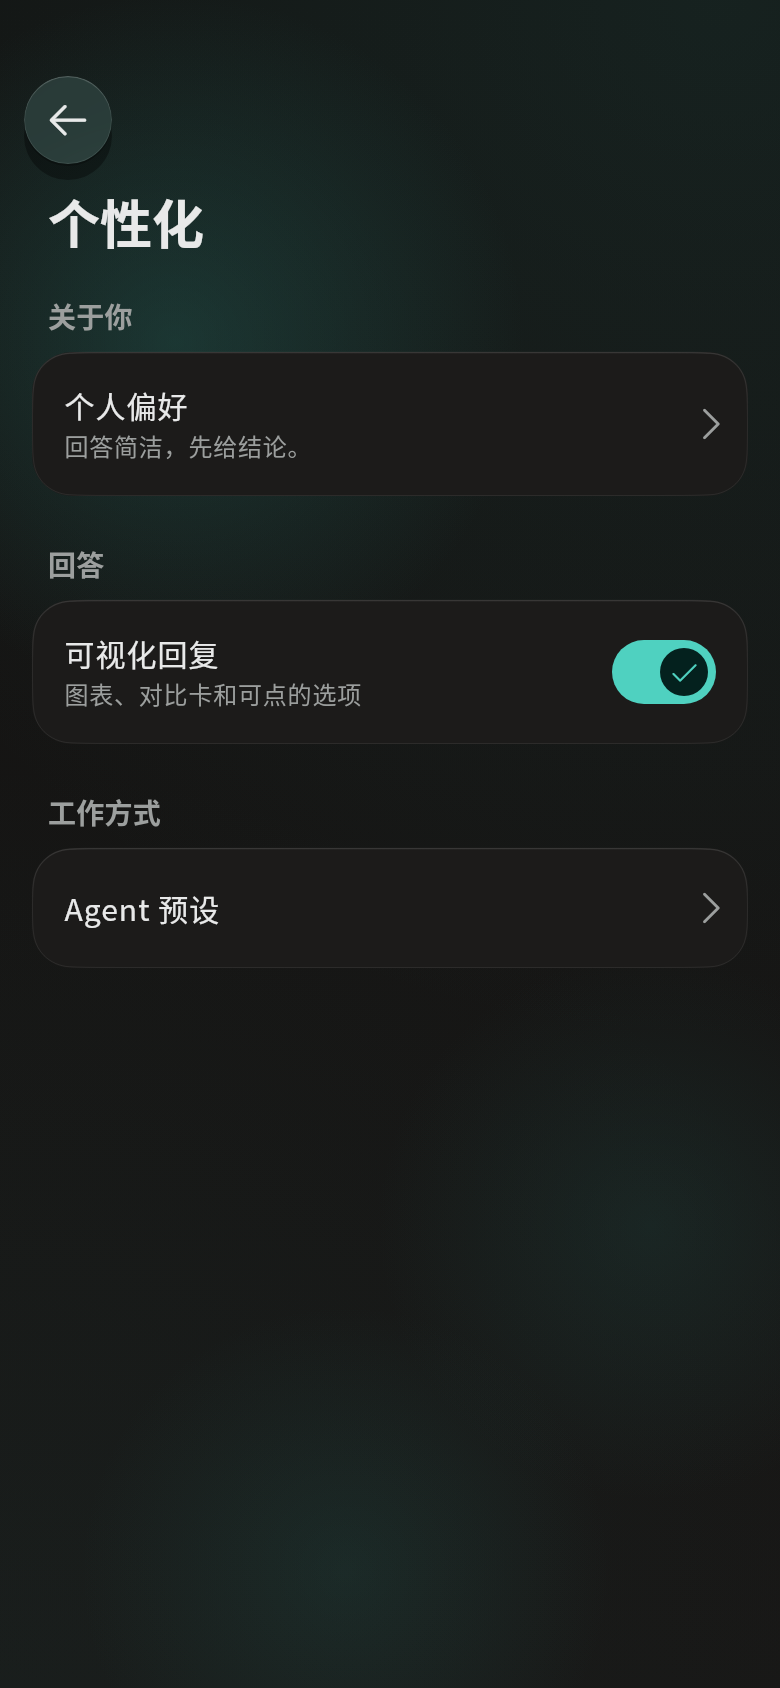 个性化
关于你
个人偏好
回答简洁，先给结论。
回答
可视化回复
图表、对比卡和可点的选项
工作方式
Agent 预设